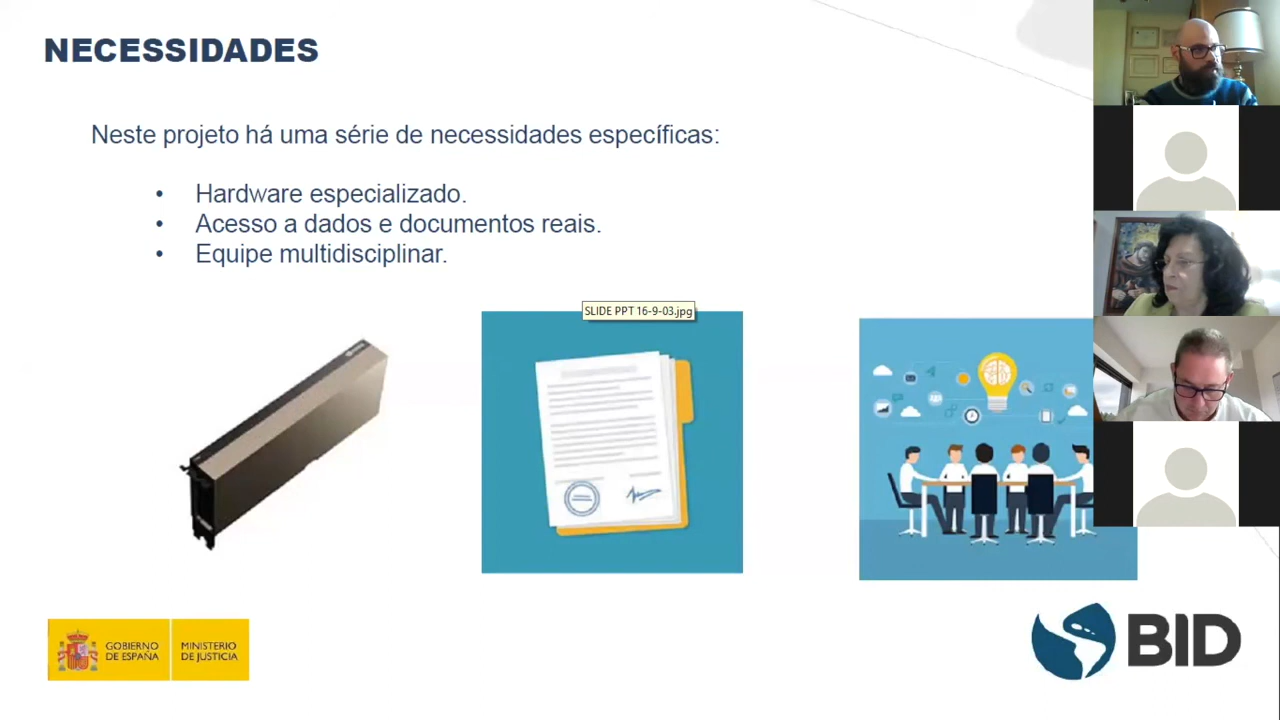 NECESSIDADES
Neste projeto há uma série de necessidades específicas:
• Hardware especializado.
• Acesso a dados e documentos reais.
• Equipe multidisciplinar.
SLIDE PPT 16-9-03.jpg
GOBIERNO
DE ESPAÑA
MINISTERIO
DE JUSTICIA
BID